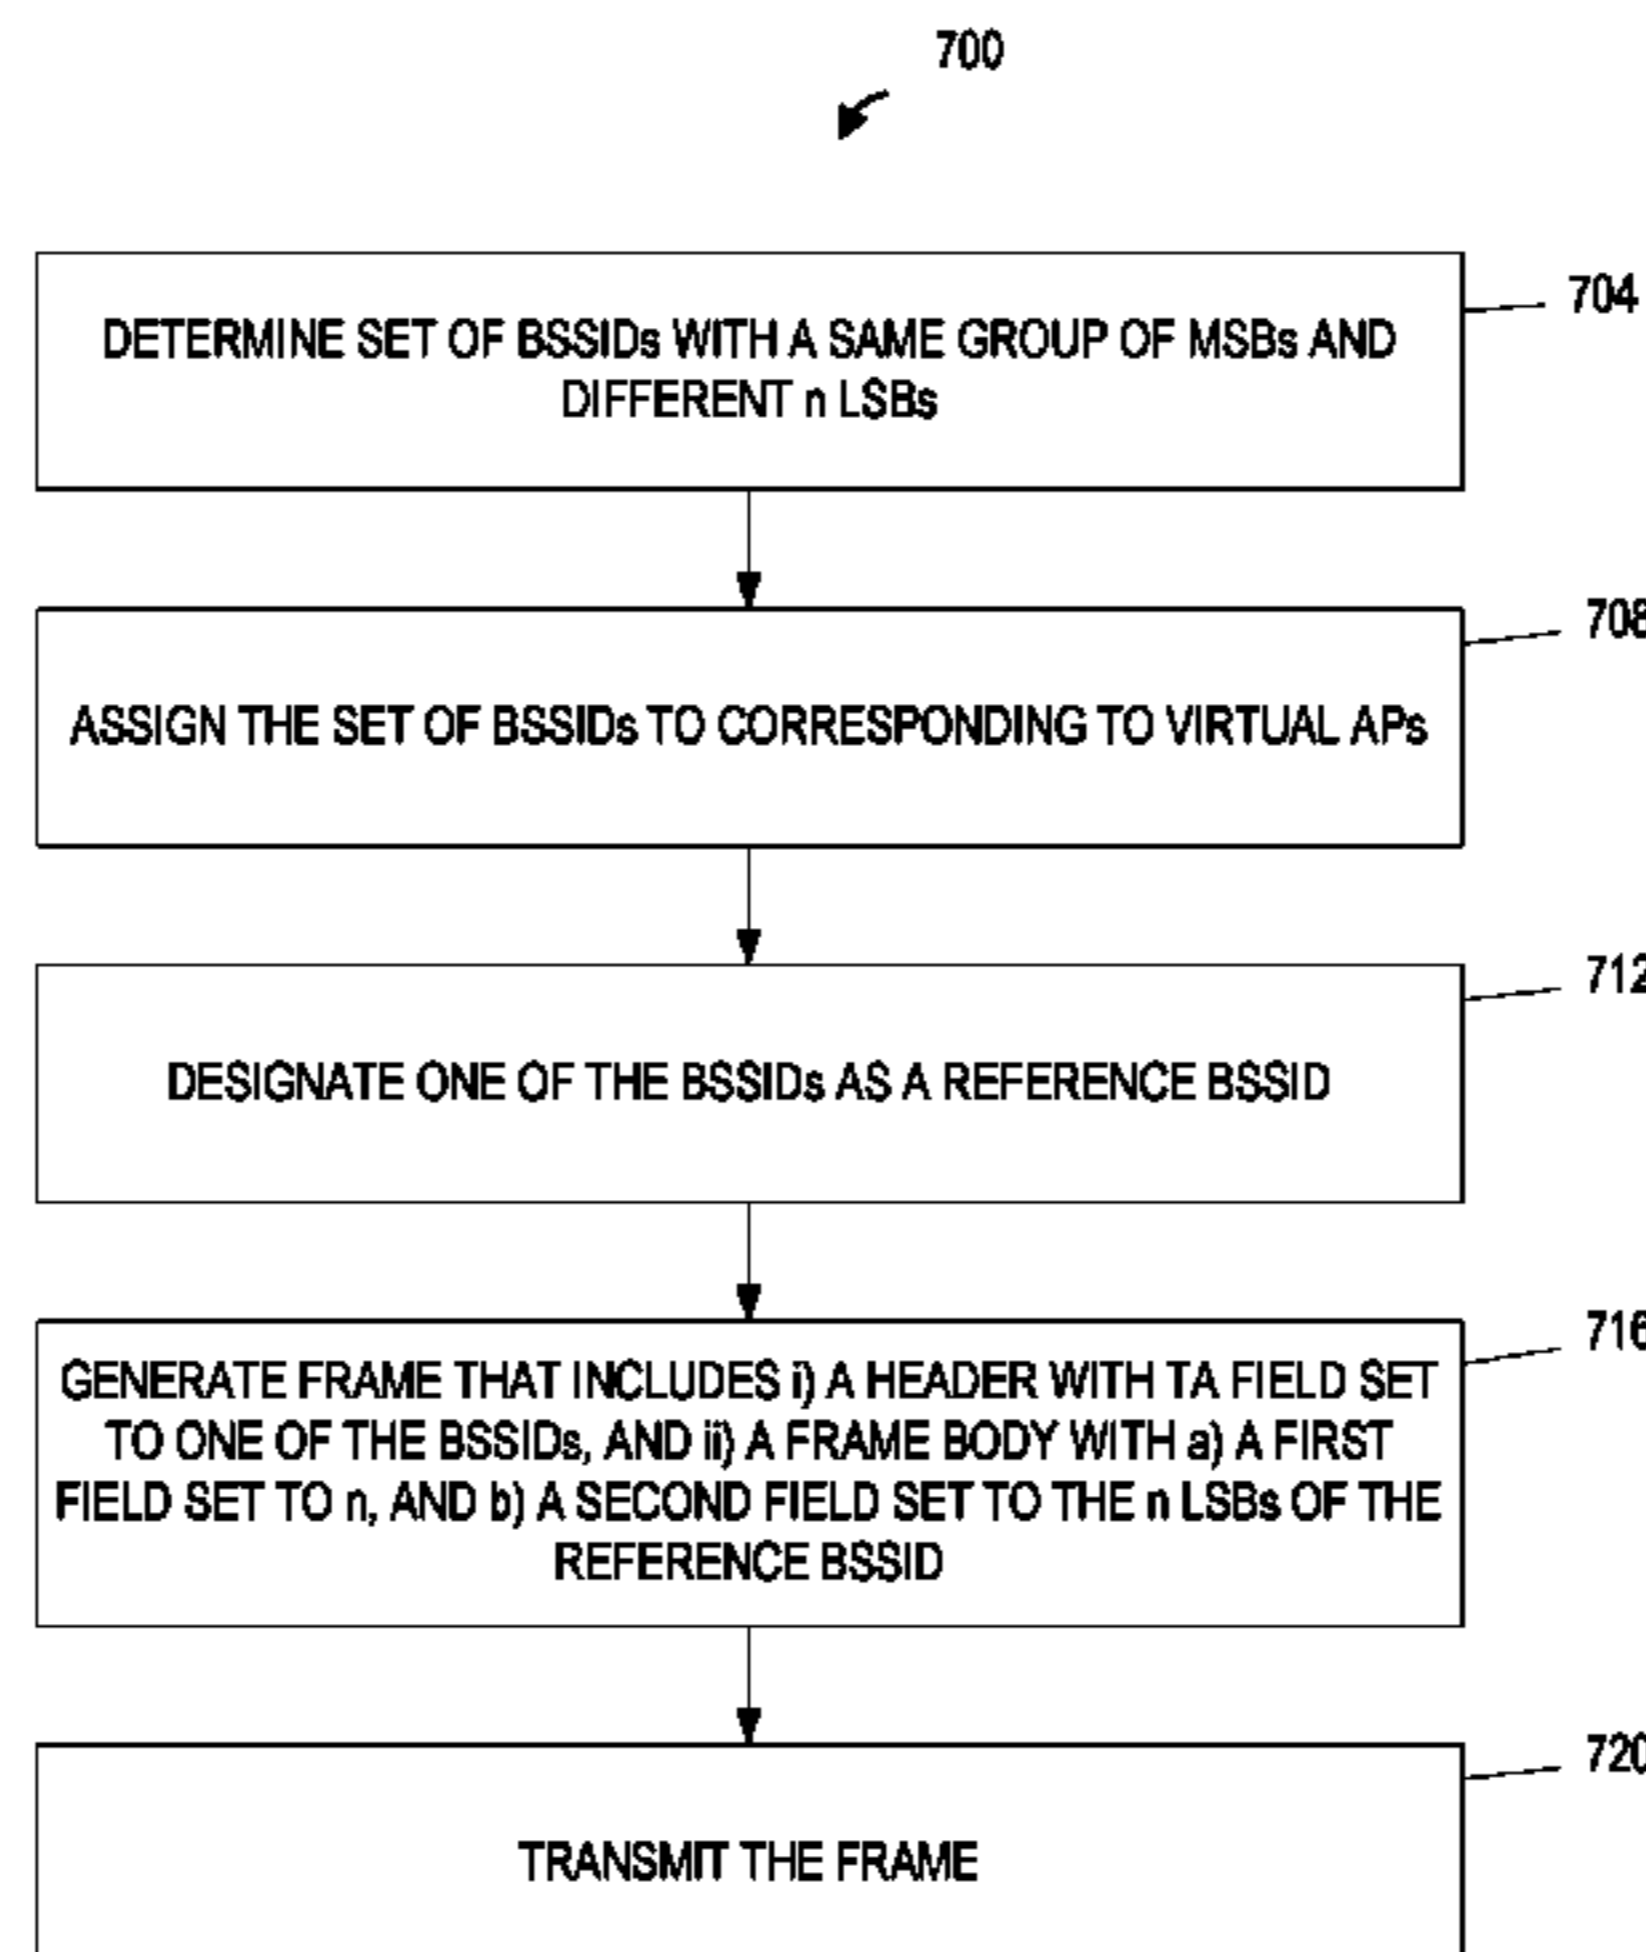 700
704
DETERMINE SET OF BSSIDs WITH A SAME GROUP OF MSBs AND
DIFFERENT n LSBs
708
ASSIGN THE SET OF BSSIDs TO CORRESPONDING TO VIRTUAL APs
712
DESIGNATE ONE OF THE BSSIDs AS A REFERENCE BSSID
716
GENERATE FRAME THAT INCLUDES i) A HEADER WITH TA FIELD SET
TO ONE OF THE BSSIDs, AND ii) A FRAME BODY WITH a) A FIRST
FIELD SET TO n, AND b) A SECOND FIELD SET TO THE n LSBs OF THE
REFERENCE BSSID
720
TRANSMIT THE FRAME